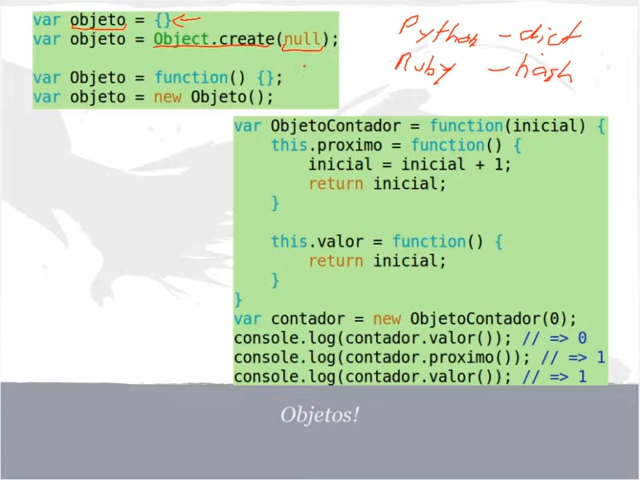 var objeto = {}
var objeto = Object.create(null);
var Objeto = function() {};
var objeto = new Objeto();
Python - dict
Ruby - hash
var ObjetoContador = function(inicial) {
this.proximo = function() {
inicial = inicial + 1;
return inicial;
}
this.valor = function() {
return inicial;
}
}
var contador = new ObjetoContador(0);
console.log(contador.valor()); // => 0
console.log(contador.proximo()); // => 1
console.log(contador.valor()); // => 1
Objetos!